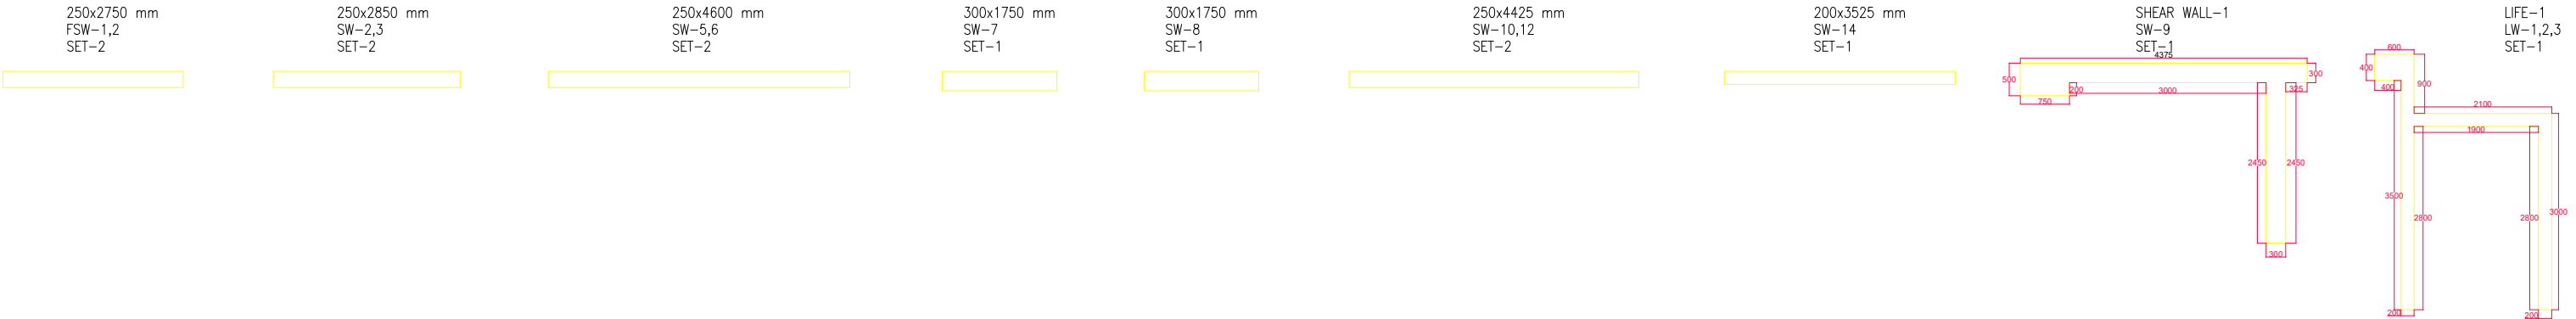 250x2750 mm
FSW-1,2
SET-2
250x2850 mm
SW-2,3
SET-2
250x4600 mm
SW-5,6
SET-2
300x1750 mm
SW-7
SET-1
300x1750 mm
SW-8
SET-1
250x4425 mm
SW-10,12
SET-2
200x3525 mm
SW-14
SET-1
SHEAR WALL-1
SW-9
SET-1
4375
500
300
200
3000
325
750
2450
2450
300
LIFE-1
LW-1,2,3
SET-1
600
400
400
900
2100
1900
3500
2800
2800
3000
200
200